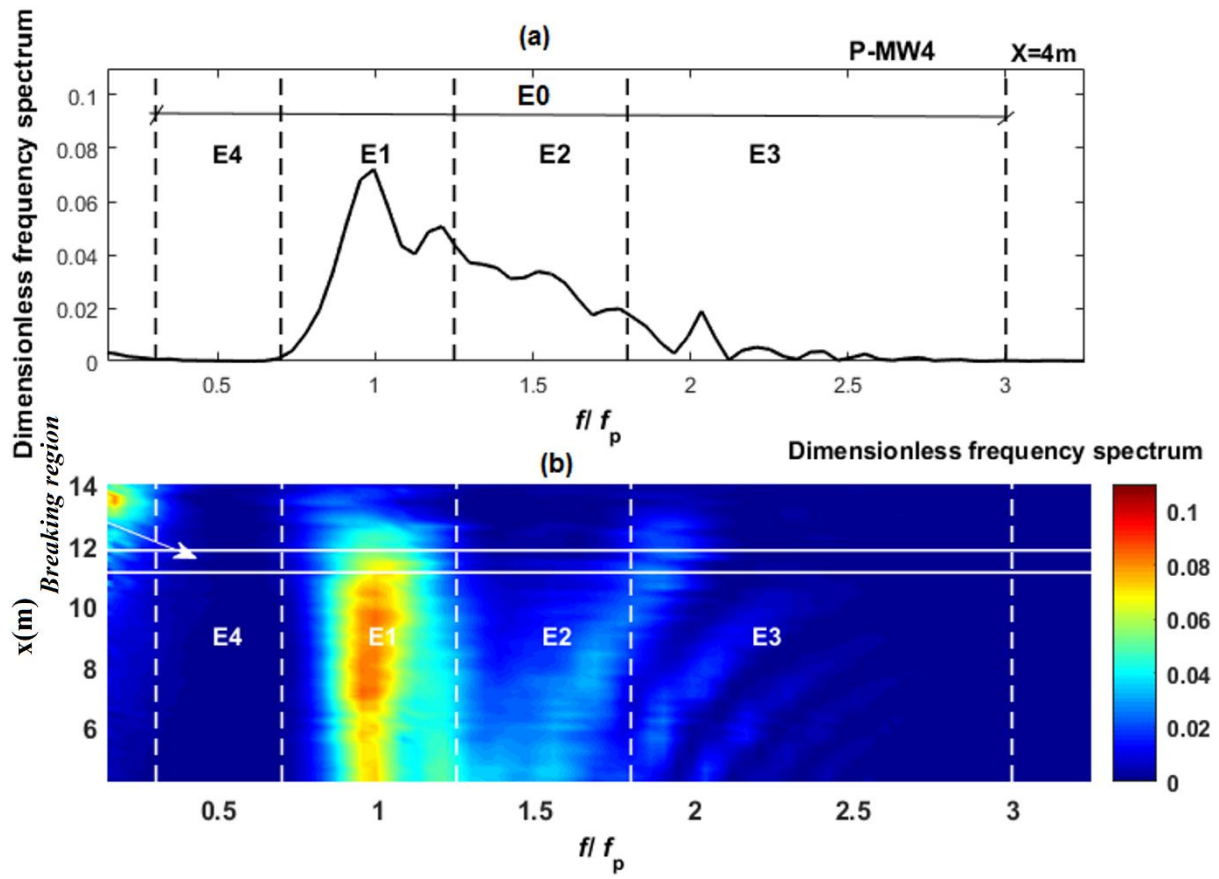 (a)
P-MW4 X=4m
Dimensionless frequency spectrum
0.1
0.08
0.06
0.04
0.02
0
E0
E4 E1 E2 E3
0.5 1 1.5 2 2.5 3
f/ fp
(b)
Dimensionless frequency spectrum
Breaking region
x(m)
14
12
10
8
6
E4 E1 E2 E3
0.5 1 1.5 2 2.5 3
f/ fp
0.1
0.08
0.06
0.04
0.02
0